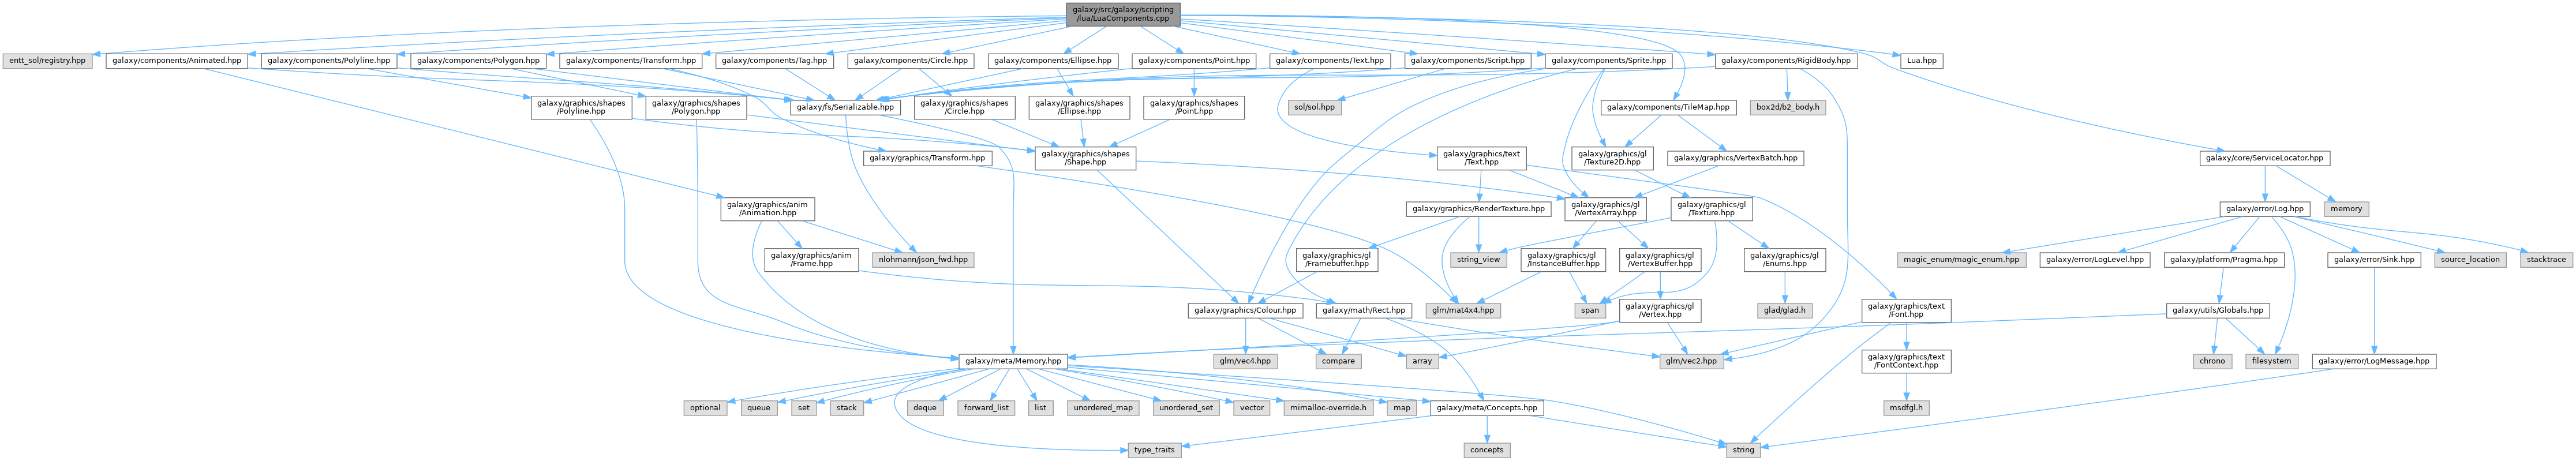 galaxy/src/galaxy/scripting
/lua/LuaComponents.cpp
entt_sol/registry.hpp
galaxy/components/Animated.hpp
galaxy/components/Polyline.hpp
galaxy/components/Polygon.hpp
galaxy/components/Transform.hpp
galaxy/components/Tag.hpp
galaxy/components/Circle.hpp
galaxy/components/Ellipse.hpp
galaxy/components/Point.hpp
galaxy/components/Text.hpp
galaxy/components/Script.hpp
galaxy/components/Sprite.hpp
galaxy/components/RigidBody.hpp
Lua.hpp
galaxy/graphics/shapes
/Polyline.hpp
galaxy/graphics/shapes
/Polygon.hpp
galaxy/fs/Serializable.hpp
galaxy/graphics/shapes
/Circle.hpp
galaxy/graphics/shapes
/Ellipse.hpp
galaxy/graphics/shapes
/Point.hpp
sol/sol.hpp
galaxy/components/TileMap.hpp
box2d/b2_body.h
galaxy/graphics/Transform.hpp
galaxy/graphics/shapes
/Shape.hpp
galaxy/graphics/text
/Text.hpp
galaxy/graphics/gl
/Texture2D.hpp
galaxy/graphics/VertexBatch.hpp
galaxy/core/ServiceLocator.hpp
galaxy/graphics/anim
/Animation.hpp
galaxy/graphics/RenderTexture.hpp
galaxy/graphics/gl
/VertexArray.hpp
galaxy/graphics/gl
/Texture.hpp
galaxy/error/Log.hpp
memory
galaxy/graphics/anim
/Frame.hpp
nlohmann/json_fwd.hpp
galaxy/graphics/gl
/Framebuffer.hpp
string_view
galaxy/graphics/gl
/InstanceBuffer.hpp
galaxy/graphics/gl
/VertexBuffer.hpp
galaxy/graphics/gl
/Enums.hpp
magic_enum/magic_enum.hpp
galaxy/error/LogLevel.hpp
galaxy/platform/Pragma.hpp
galaxy/error/Sink.hpp
source_location
stacktrace
galaxy/graphics/Colour.hpp
galaxy/math/Rect.hpp
glm/mat4x4.hpp
span
galaxy/graphics/gl
/Vertex.hpp
glad/glad.h
galaxy/graphics/text
/Font.hpp
galaxy/utils/Globals.hpp
galaxy/meta/Memory.hpp
glm/vec4.hpp
compare
array
glm/vec2.hpp
galaxy/graphics/text
/FontContext.hpp
chrono
filesystem
galaxy/error/LogMessage.hpp
optional
queue
set
stack
deque
forward_list
list
unordered_map
unordered_set
vector
mimalloc-override.h
map
galaxy/meta/Concepts.hpp
msdfgl.h
type_traits
concepts
string